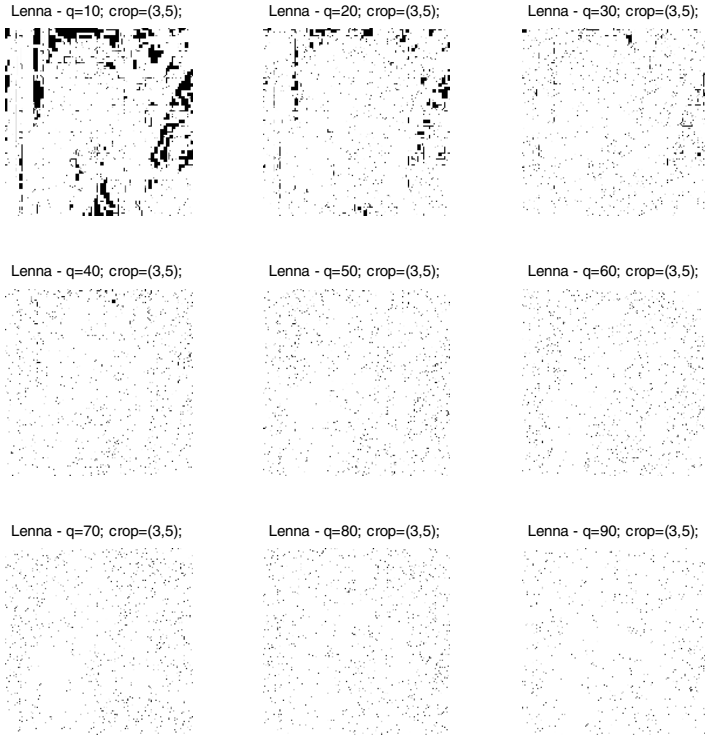 Lenna - q=10; crop=(3,5);
Lenna - q=20; crop=(3,5);
Lenna - q=30; crop=(3,5);
Lenna - q=40; crop=(3,5);
Lenna - q=50; crop=(3,5);
Lenna - q=60; crop=(3,5);
Lenna - q=70; crop=(3,5);
Lenna - q=80; crop=(3,5);
Lenna - q=90; crop=(3,5);